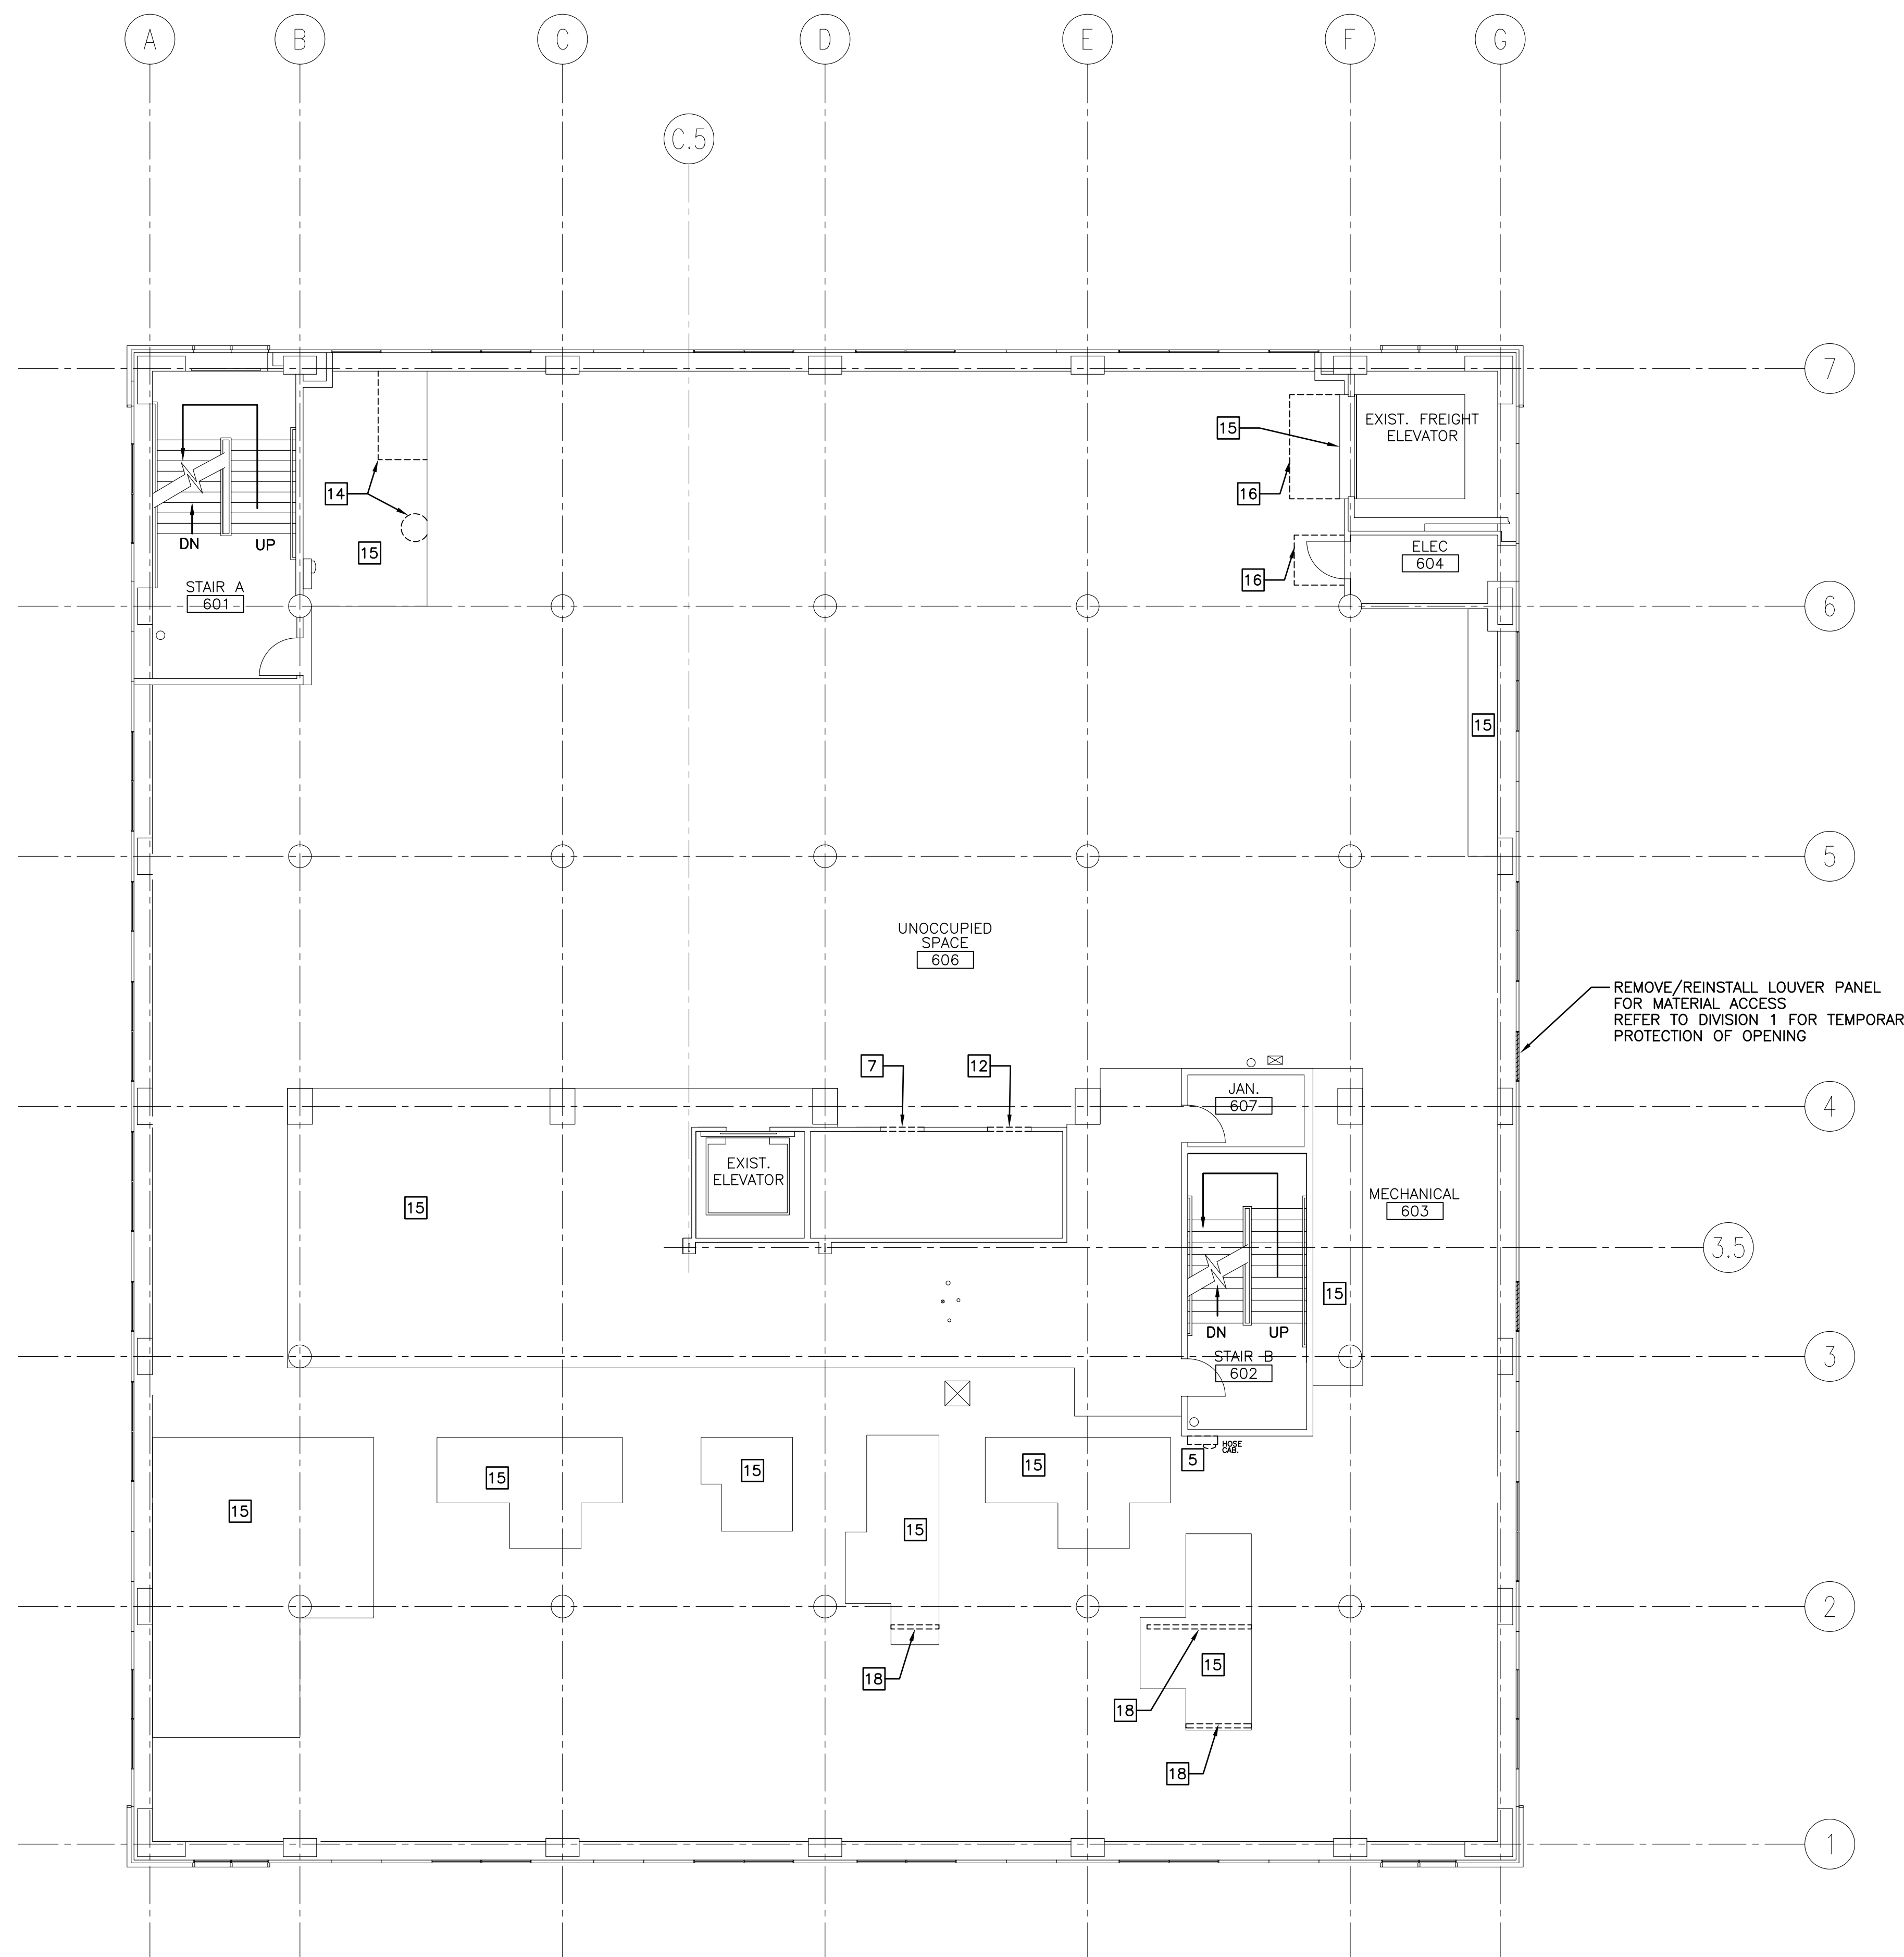 A
B
C
D
E
F
G
C.5
7
EXIST. FREIGHT
ELEVATOR
15
16
14
DN
UP
15
ELEC
604
16
STAIR A
601
6
15
5
UNOCCUPIED
SPACE
606
REMOVE/REINSTALL LOUVER PANEL
FOR MATERIAL ACCESS
REFER TO DIVISION 1 FOR TEMPORAR
PROTECTION OF OPENING
7
12
JAN.
607
4
EXIST.
ELEVATOR
15
MECHANICAL
603
3.5
15
DN
UP
STAIR B
602
3
HOSE
CAB.
5
15
15
15
15
15
2
18
15
18
18
1